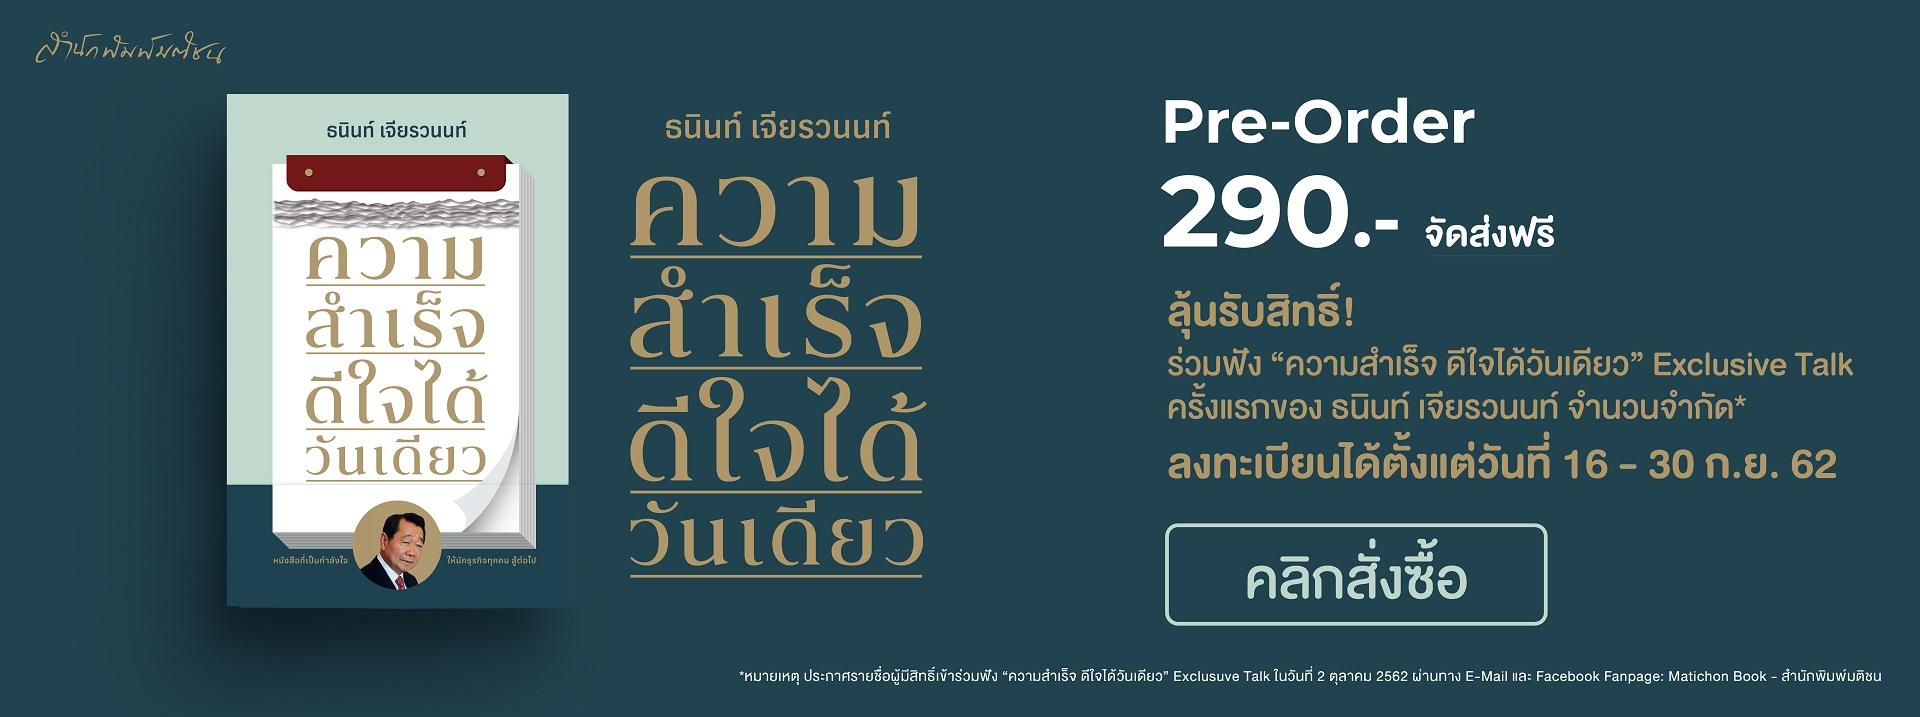 สำนักพิมพ์มติชน
ธนินท์ เจียรวนนท์
ความ
สำเร็จ
ดีใจได้
วันเดียว
หนังสือที่เป็นกำลังใจ ให้นักธุรกิจทุกคน สู้ต่อไป
ธนินท์ เจียรวนนท์
ความ
สำเร็จ
ดีใจได้
วันเดียว
Pre-Order
290.- จัดส่งฟรี
ลุ้นรับสิทธิ์!
ร่วมฟัง “ความสำเร็จ ดีใจได้วันเดียว” Exclusive Talk
ครั้งแรกของ ธนินท์ เจียรวนนท์ จำนวนจำกัด*
ลงทะเบียนได้ตั้งแต่วันที่ 16 – 30 ก.ย. 62
คลิกสั่งซื้อ
*หมายเหตุ ประกาศรายชื่อผู้มีสิทธิ์เข้าร่วมฟัง “ความสำเร็จ ดีใจได้วันเดียว” Exclusuve Talk ในวันที่ 2 ตุลาคม 2562 ผ่านทาง E-Mail และ Facebook Fanpage: Matichon Book - สำนักพิมพ์มติชน